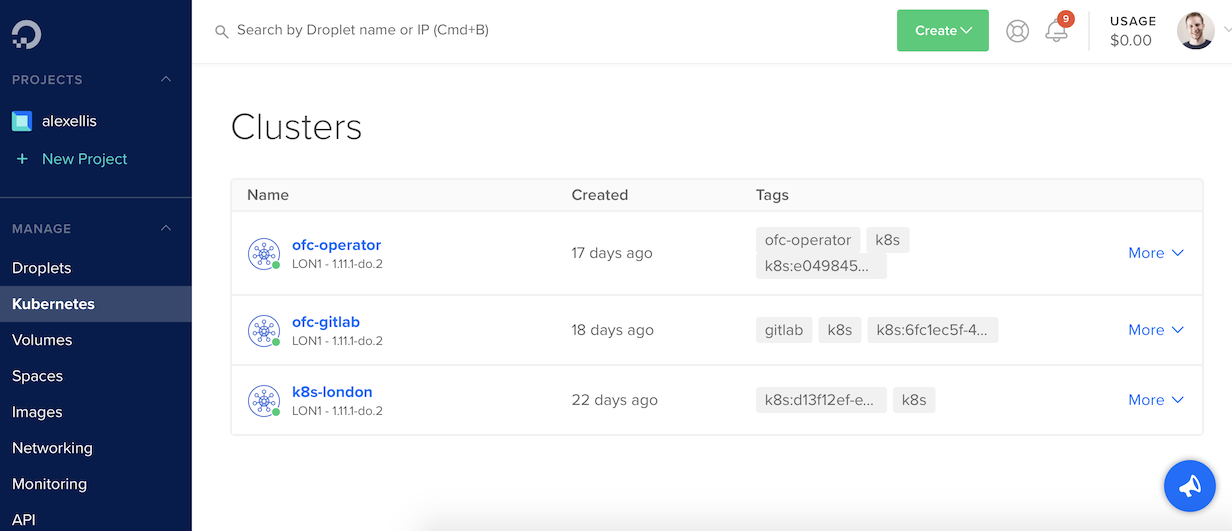 Search by Droplet name or IP (Cmd+B)
Create
9
USAGE
$0.00
PROJECTS
alexellis
+ New Project
MANAGE
Droplets
Kubernetes
Volumes
Spaces
Images
Networking
Monitoring
API
Clusters
Name Created Tags
ofc-operator
LON1 - 1.11.1-do.2
17 days ago
ofc-operator k8s
k8s:e049845...
More
ofc-gitlab
LON1 - 1.11.1-do.2
18 days ago
gitlab k8s k8s:6fc1ec5f-4...
More
k8s-london
LON1 - 1.11.1-do.2
22 days ago
k8s:d13f12ef-e... k8s
More